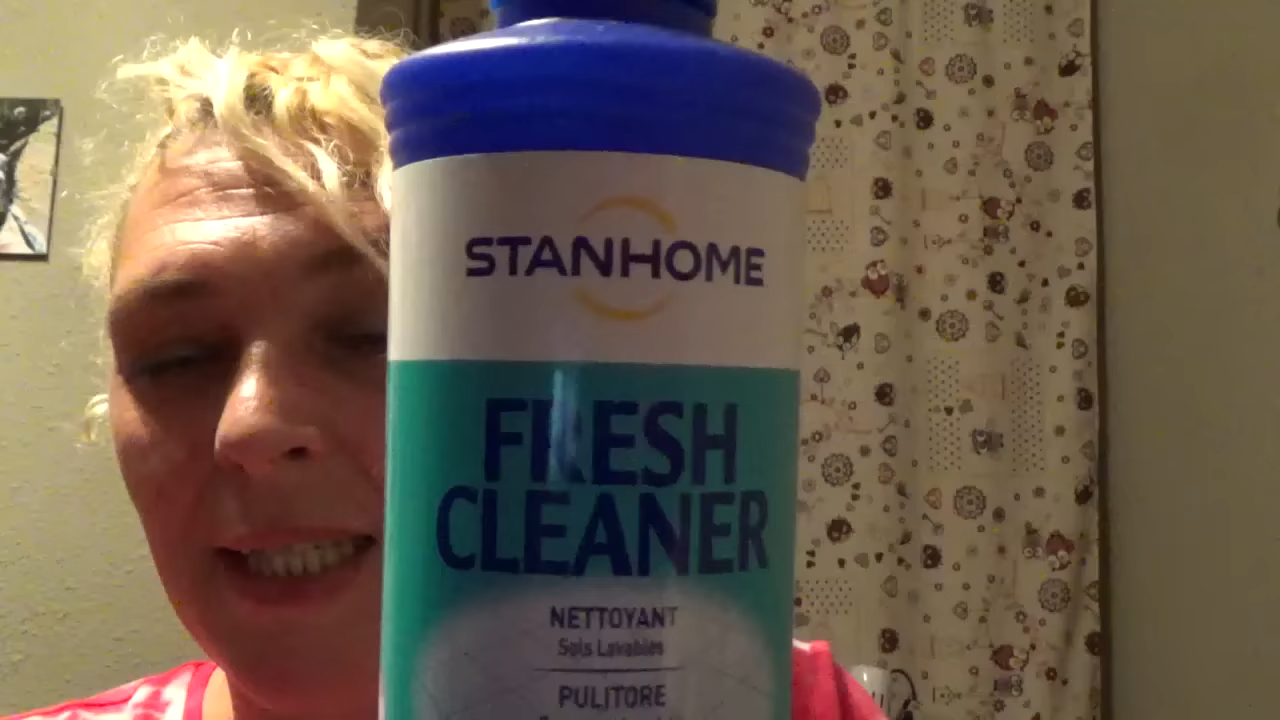 STANHOME
FRESH
CLEANER
NETTOYANT
Sols Lavables
PULITORE